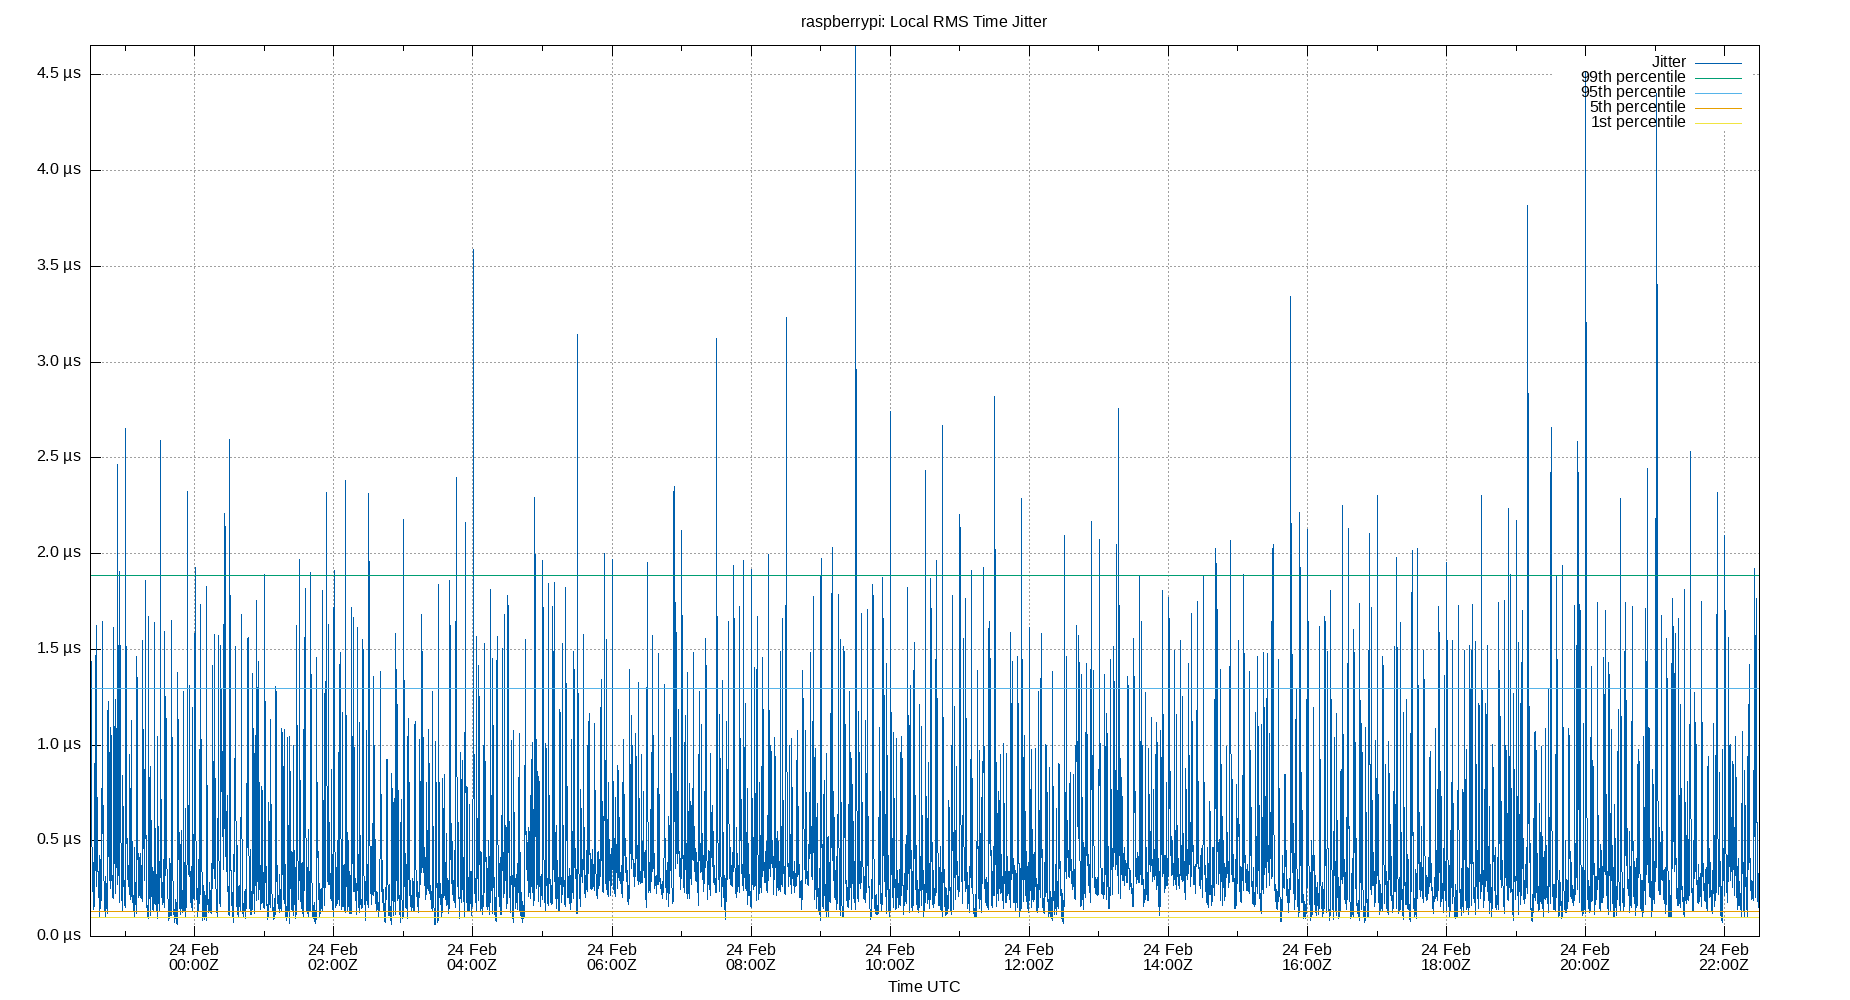 raspberrypi: Local RMS Time Jitter
4.5 µs
4.0 µs
3.5 µs
3.0 µs
2.5 µs
2.0 µs
1.5 µs
1.0 µs
0.5 µs
0.0 µs
Jitter
99th percentile
95th percentile
5th percentile
1st percentile
24 Feb 24 Feb 24 Feb 24 Feb 24 Feb 24 Feb 24 Feb 24 Feb 24 Feb 24 Feb 24 Feb 24 Feb
00:00Z 02:00Z 04:00Z 06:00Z 08:00Z 10:00Z 12:00Z 14:00Z 16:00Z 18:00Z 20:00Z 22:00Z
Time UTC